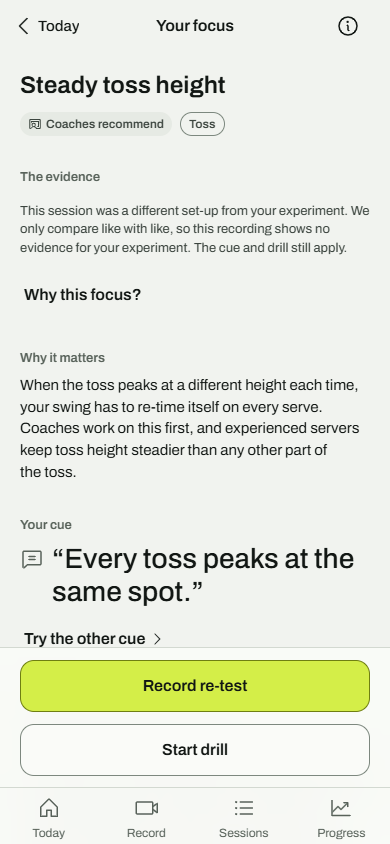 Today
Your focus
Steady toss height
Coaches recommend
Toss
The evidence
This session was a different set-up from your experiment. We
only compare like with like, so this recording shows no
evidence for your experiment. The cue and drill still apply.
Why this focus?
Why it matters
When the toss peaks at a different height each time,
your swing has to re-time itself on every serve.
Coaches work on this first, and experienced servers
keep toss height steadier than any other part of
the toss.
Your cue
“Every toss peaks at the
same spot.”
Try the other cue
Record re-test
Start drill
Today
Record
Sessions
Progress